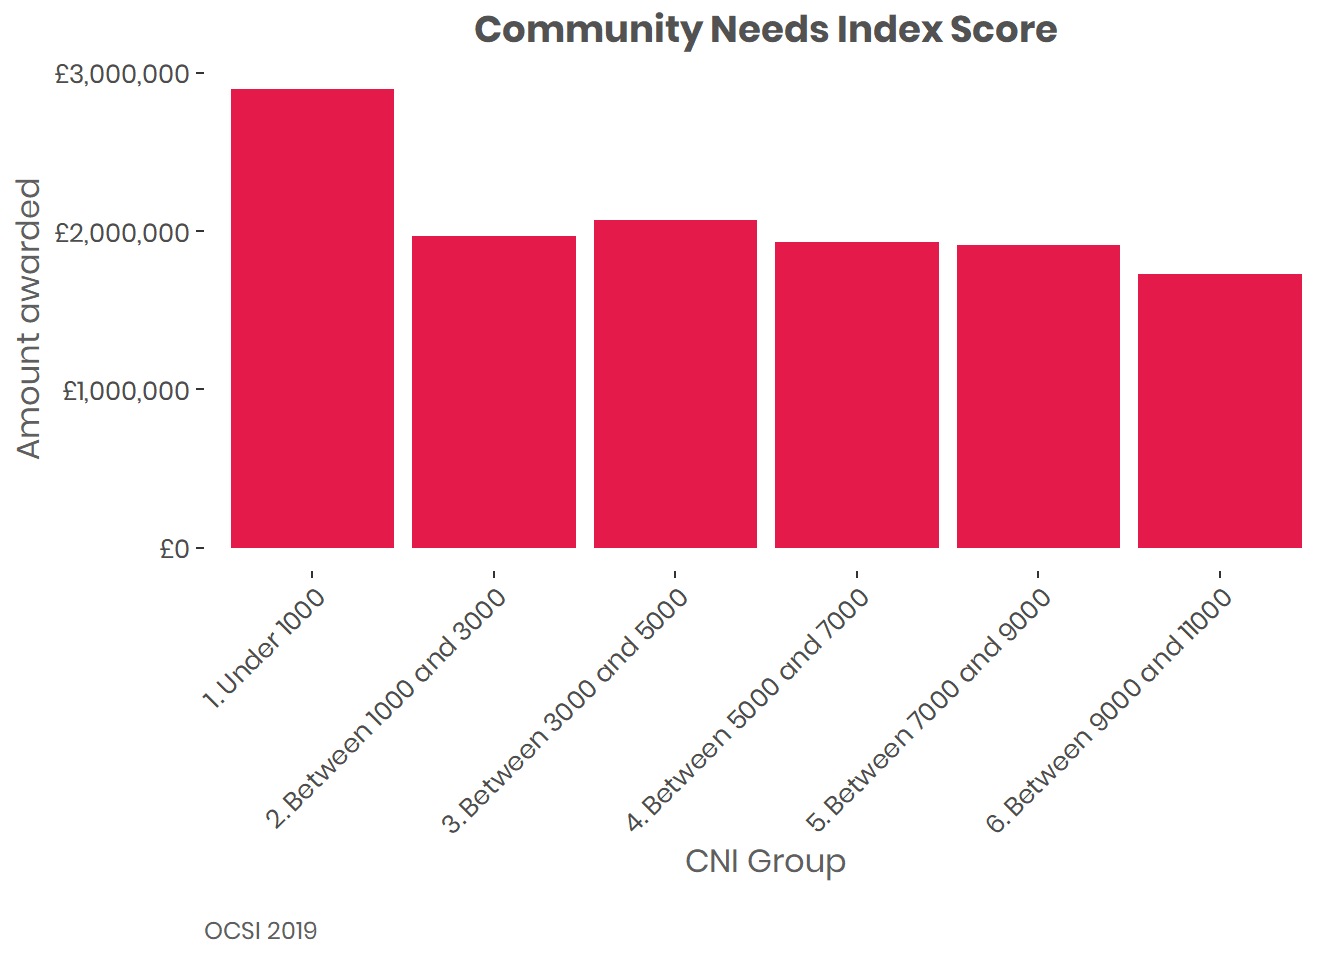 Community Needs Index Score
£3,000,000
£2,000,000
£1,000,000
£0
Amount awarded
1. Under 1000
2. Between 1000 and 3000
3. Between 3000 and 5000
4. Between 5000 and 7000
5. Between 7000 and 9000
6. Between 9000 and 11000
CNI Group
OCSI 2019